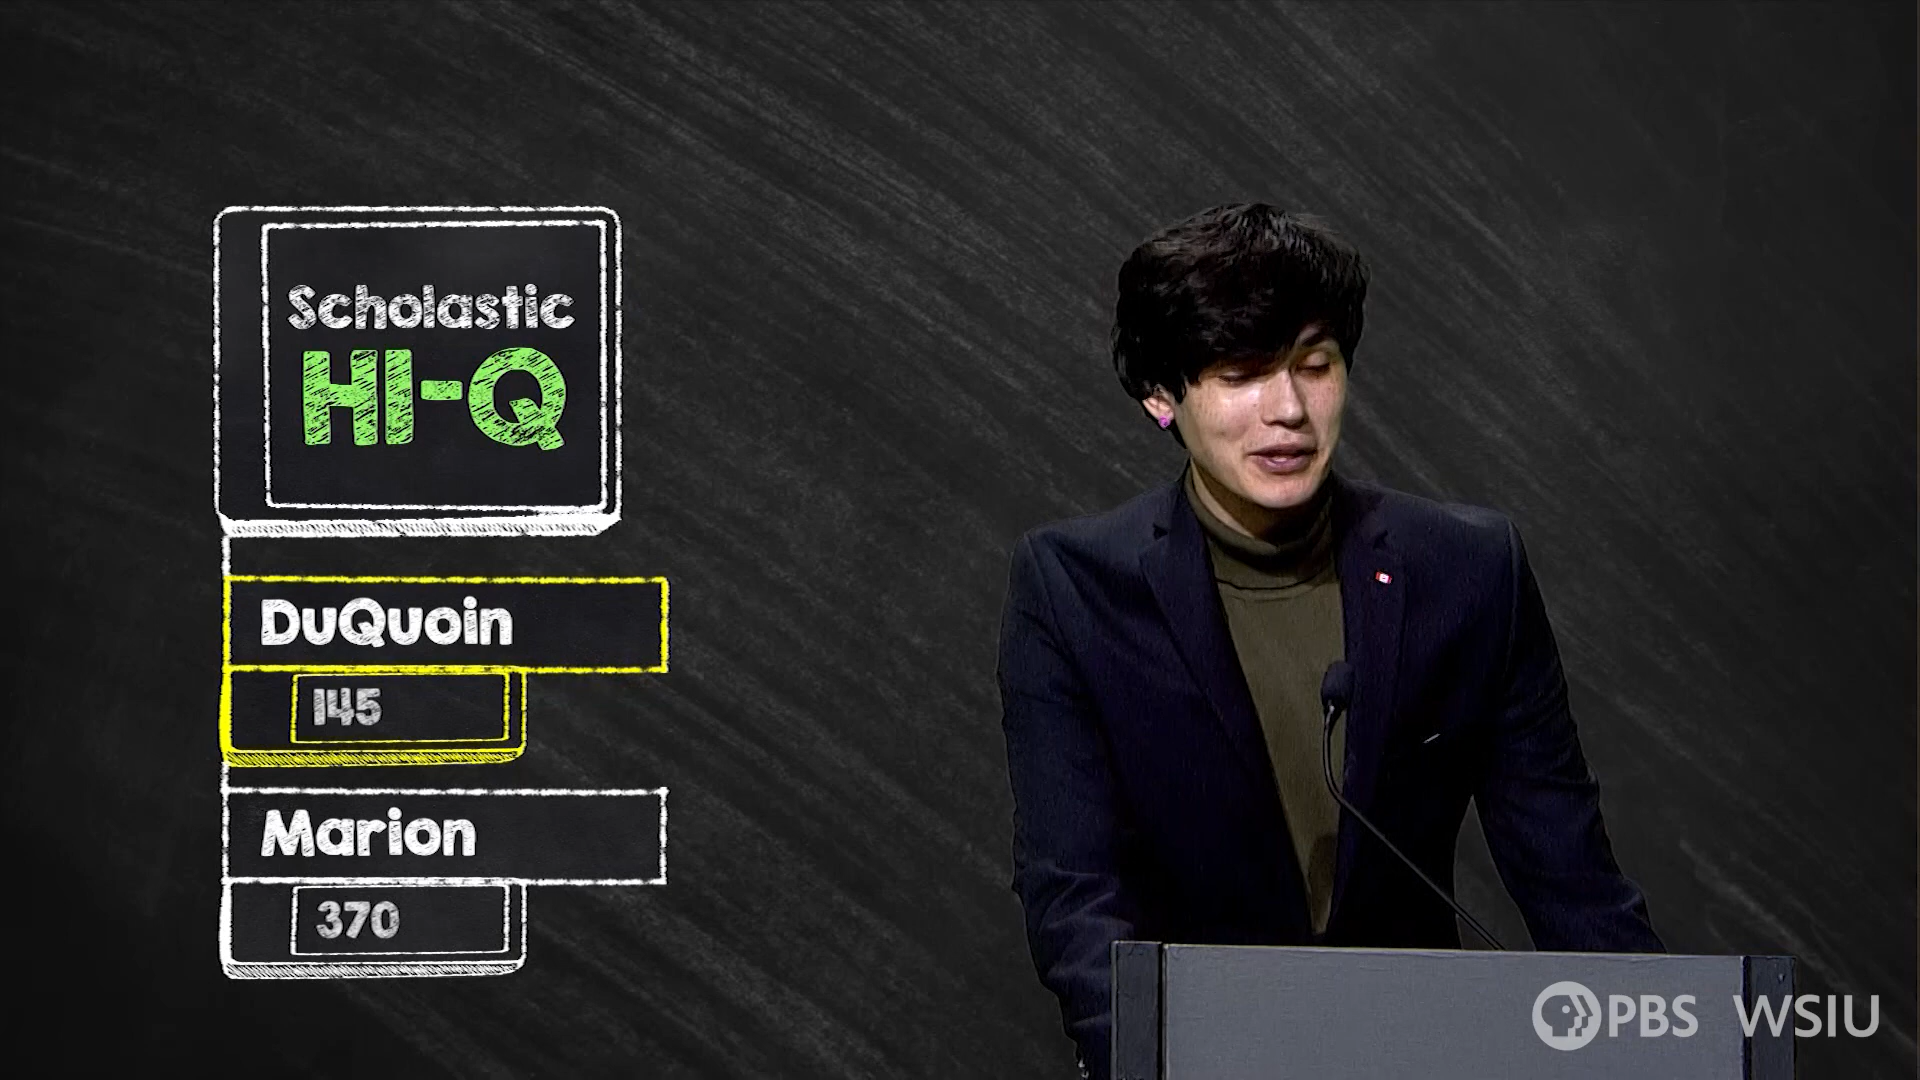 Scholastic
HI-Q
DuQuoin
145
Marion
370
PBS WSIU